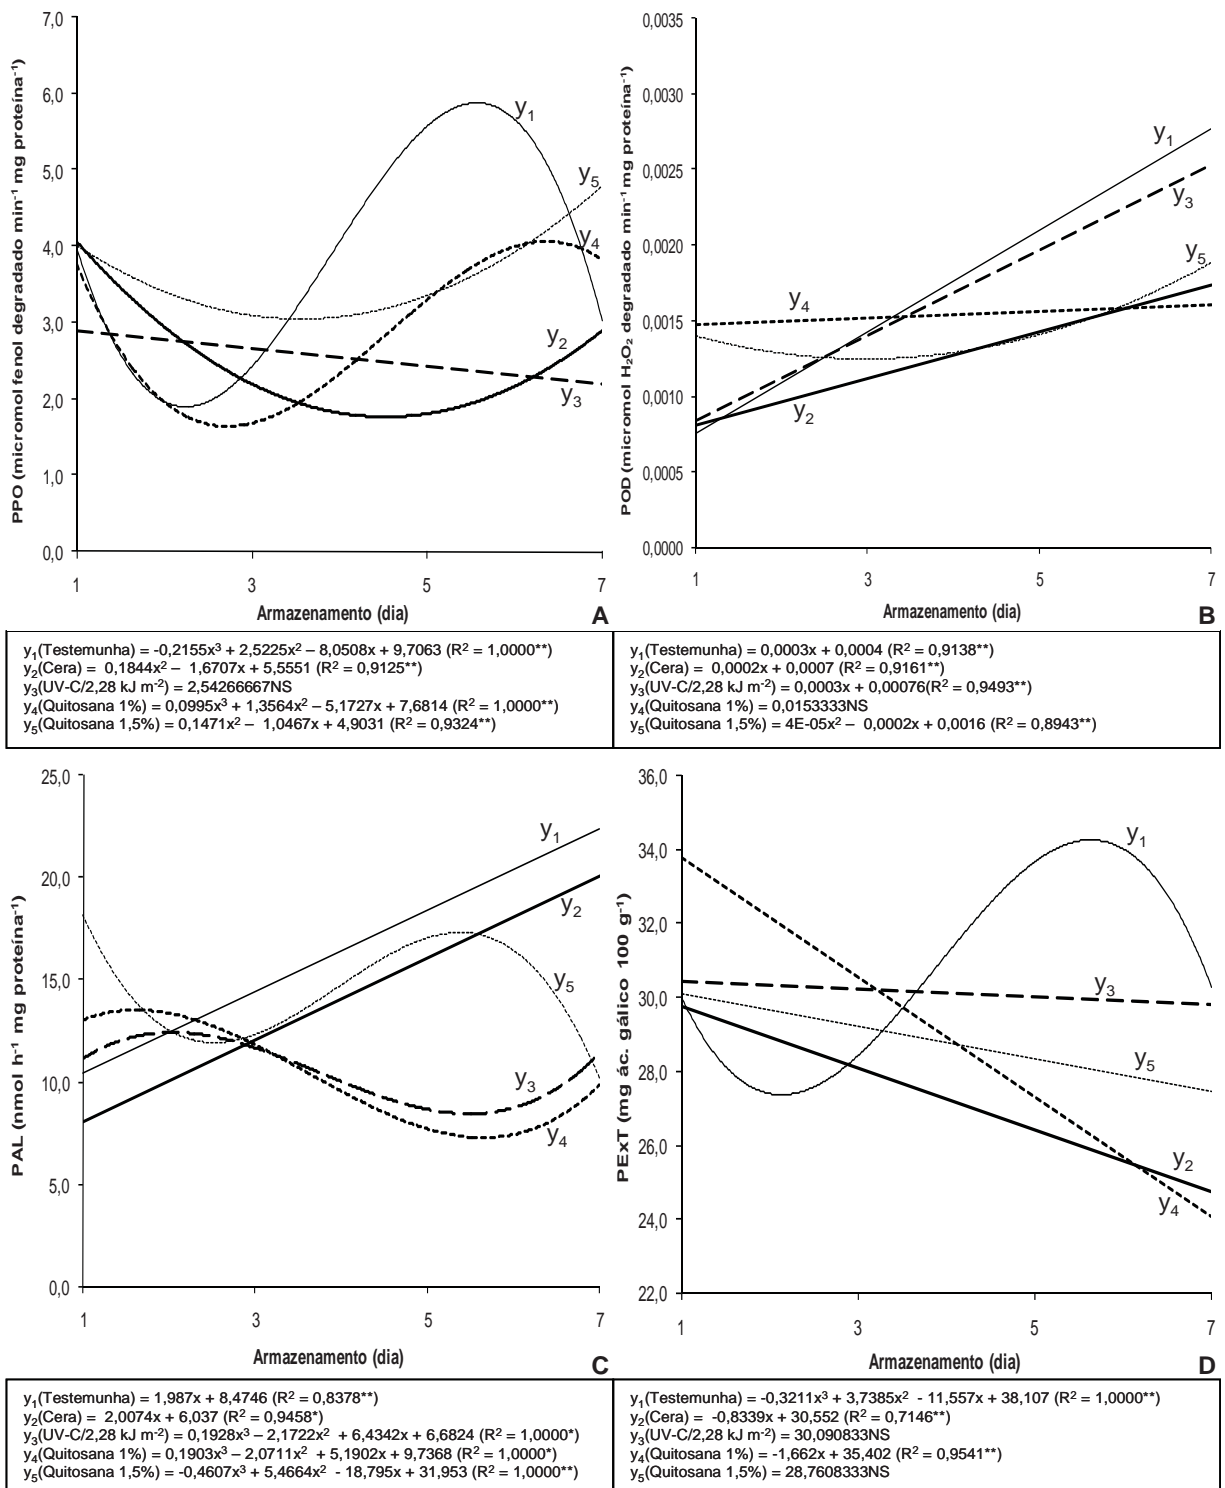 PPO (micromol fenol degradado min⁻¹ mg proteína⁻¹)
7,0
6,0
5,0
4,0
3,0
2,0
1,0
0,0
y₁
y₅
y₄
y₂
y₃
1 3 5 7
Armazenamento (dia)
A
POD (micromol H₂O₂ degradado min⁻¹ mg proteína⁻¹)
0,0035
0,0030
0,0025
0,0020
0,0015
0,0010
0,0005
0,0000
y₁
y₃
y₅
y₄
y₂
1 3 5 7
Armazenamento (dia)
B
y₁(Testemunha) = -0,2155x³ + 2,5225x² – 8,0508x + 9,7063 (R² = 1,0000**)
y₂(Cera) = 0,1844x² – 1,6707x + 5,5551 (R² = 0,9125**)
y₃(UV-C/2,28 kJ m⁻²) = 2,54266667NS
y₄(Quitosana 1%) = 0,0995x³ + 1,3564x² – 5,1727x + 7,6814 (R² = 1,0000**)
y₅(Quitosana 1,5%) = 0,1471x² – 1,0467x + 4,9031 (R² = 0,9324**)
y₁(Testemunha) = 0,0003x + 0,0004 (R² = 0,9138**)
y₂(Cera) = 0,0002x + 0,0007 (R² = 0,9161**)
y₃(UV-C/2,28 kJ m⁻²) = 0,0003x + 0,00076(R² = 0,9493**)
y₄(Quitosana 1%) = 0,0153333NS
y₅(Quitosana 1,5%) = 4E-05x² – 0,0002x + 0,0016 (R² = 0,8943**)
PAL (nmol h⁻¹ mg proteína⁻¹)
25,0
20,0
15,0
10,0
5,0
0,0
y₁
y₂
y₅
y₃
y₄
1 3 5 7
Armazenamento (dia)
C
PExT (mg ác. gálico 100 g⁻¹)
36,0
34,0
32,0
30,0
28,0
26,0
24,0
22,0
y₁
y₃
y₅
y₂
y₄
1 3 5 7
Armazenamento (dia)
D
y₁(Testemunha) = 1,987x + 8,4746 (R² = 0,8378**)
y₂(Cera) = 2,0074x + 6,037 (R² = 0,9458*)
y₃(UV-C/2,28 kJ m⁻²) = 0,1928x³ – 2,1722x² + 6,4342x + 6,6824 (R² = 1,0000*)
y₄(Quitosana 1%) = 0,1903x³ – 2,0711x² + 5,1902x + 9,7368 (R² = 1,0000*)
y₅(Quitosana 1,5%) = -0,4607x³ + 5,4664x² - 18,795x + 31,953 (R² = 1,0000**)
y₁(Testemunha) = -0,3211x³ + 3,7385x² - 11,557x + 38,107 (R² = 1,0000**)
y₂(Cera) = -0,8339x + 30,552 (R² = 0,7146**)
y₃(UV-C/2,28 kJ m⁻²) = 30,090833NS
y₄(Quitosana 1%) = -1,662x + 35,402 (R² = 0,9541**)
y₅(Quitosana 1,5%) = 28,7608333NS